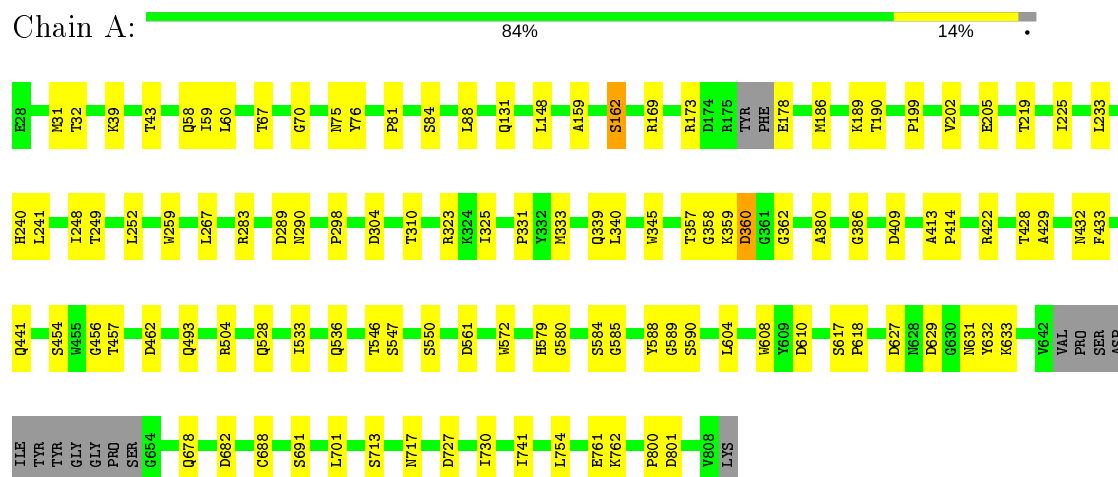 Chain A:
84% 14% •
E28 M31 T32 K39 T43 Q58 I59 L60 T67 G70 N75 Y76 P81 S84 L88 Q131 L148 A159 S162 R169 R173 D174 R175 TYR PHE E178 M186 K189 T190 P199 V202 E205 T219 I225 L233
H240 L241 I248 T249 L252 W259 L267 R283 D289 N290 P298 D304 T310 R323 K324 I325 P331 Y332 M333 Q339 L340 W345 T357 G358 K359 D360 G361 G362 A380 G386 D409 A413 P414 R422 T428 A429 N432 F433
Q441 S454 W455 G456 T457 D462 Q493 R504 Q528 I533 Q536 T546 S547 S550 D561 W572 H579 G580 S584 G585 Y588 G589 S590 L604 W608 Y609 D610 S617 P618 D627 N628 D629 G630 N631 Y632 K633 V642 VAL PRO SER ASP
ILE TYR TYR GLY GLY PRO SER G654 Q678 D682 C688 S691 L701 S713 N717 D727 I730 I741 L754 E761 K762 P800 D801 V808 LYS